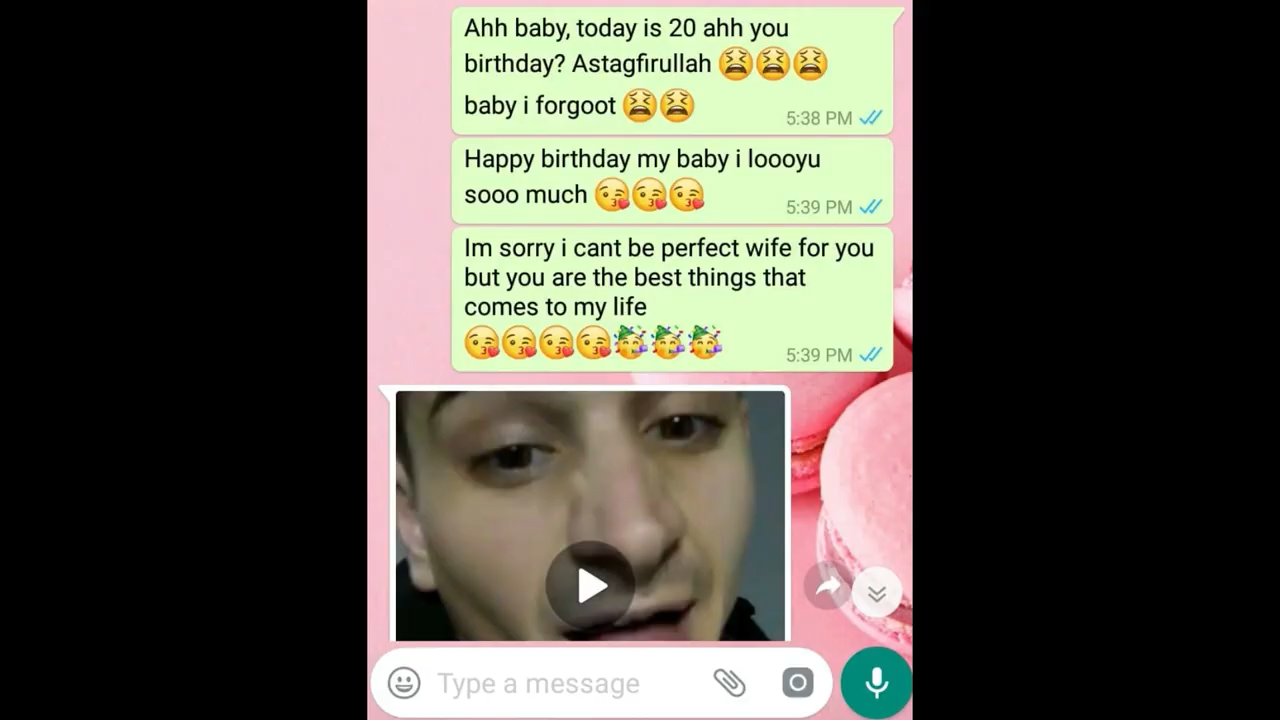 Ahh baby, today is 20 ahh you
birthday? Astagfirullah 😫😫😫
baby i forgoot 😫😫
5:38 PM
Happy birthday my baby i loooyu
sooo much 😘😘😘
5:39 PM
Im sorry i cant be perfect wife for you
but you are the best things that
comes to my life
😘😘😘😘🥳🥳🥳
5:39 PM
Type a message